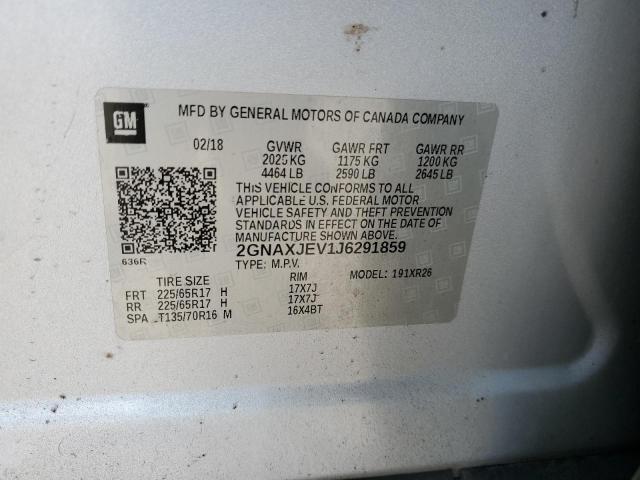 GM
MFD BY GENERAL MOTORS OF CANADA COMPANY
02/18 GVWR GAWR FRT GAWR RR
2025 KG 1175 KG 1200 KG
4464 LB 2590 LB 2645 LB
THIS VEHICLE CONFORMS TO ALL
APPLICABLE U.S. FEDERAL MOTOR
VEHICLE SAFETY AND THEFT PREVENTION
STANDARDS IN EFFECT ON THE DATE OF
MANUFACTURE SHOWN ABOVE.
2GNAXJEV1J6291859
636R TYPE: M.P.V.
MODEL: 191XR26
TIRE SIZE RIM
FRT 225/65R17 H 17X7J
RR 225/65R17 H 17X7J
SPA T135/70R16 M 16X4BT